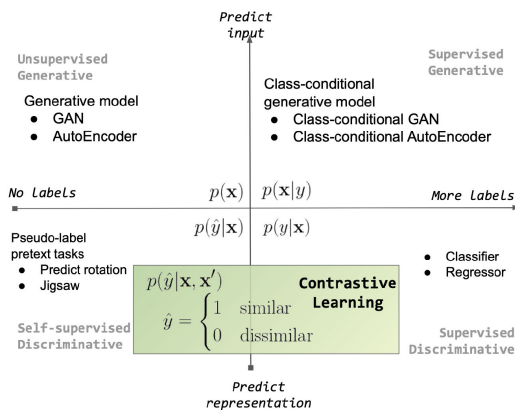 Predict
input
Unsupervised
Generative
Supervised
Generative
Generative model
● GAN
● AutoEncoder
Class-conditional
generative model
● Class-conditional GAN
● Class-conditional AutoEncoder
No labels
p(𝐱)
p(𝐱|y)
More labels
p(ŷ|𝐱)
p(y|𝐱)
Pseudo-label
pretext tasks
● Predict rotation
● Jigsaw
● Classifier
● Regressor
p(ŷ|𝐱, 𝐱′)
Contrastive
Learning
ŷ = { 1 similar
0 dissimilar
Self-supervised
Discriminative
Supervised
Discriminative
Predict
representation